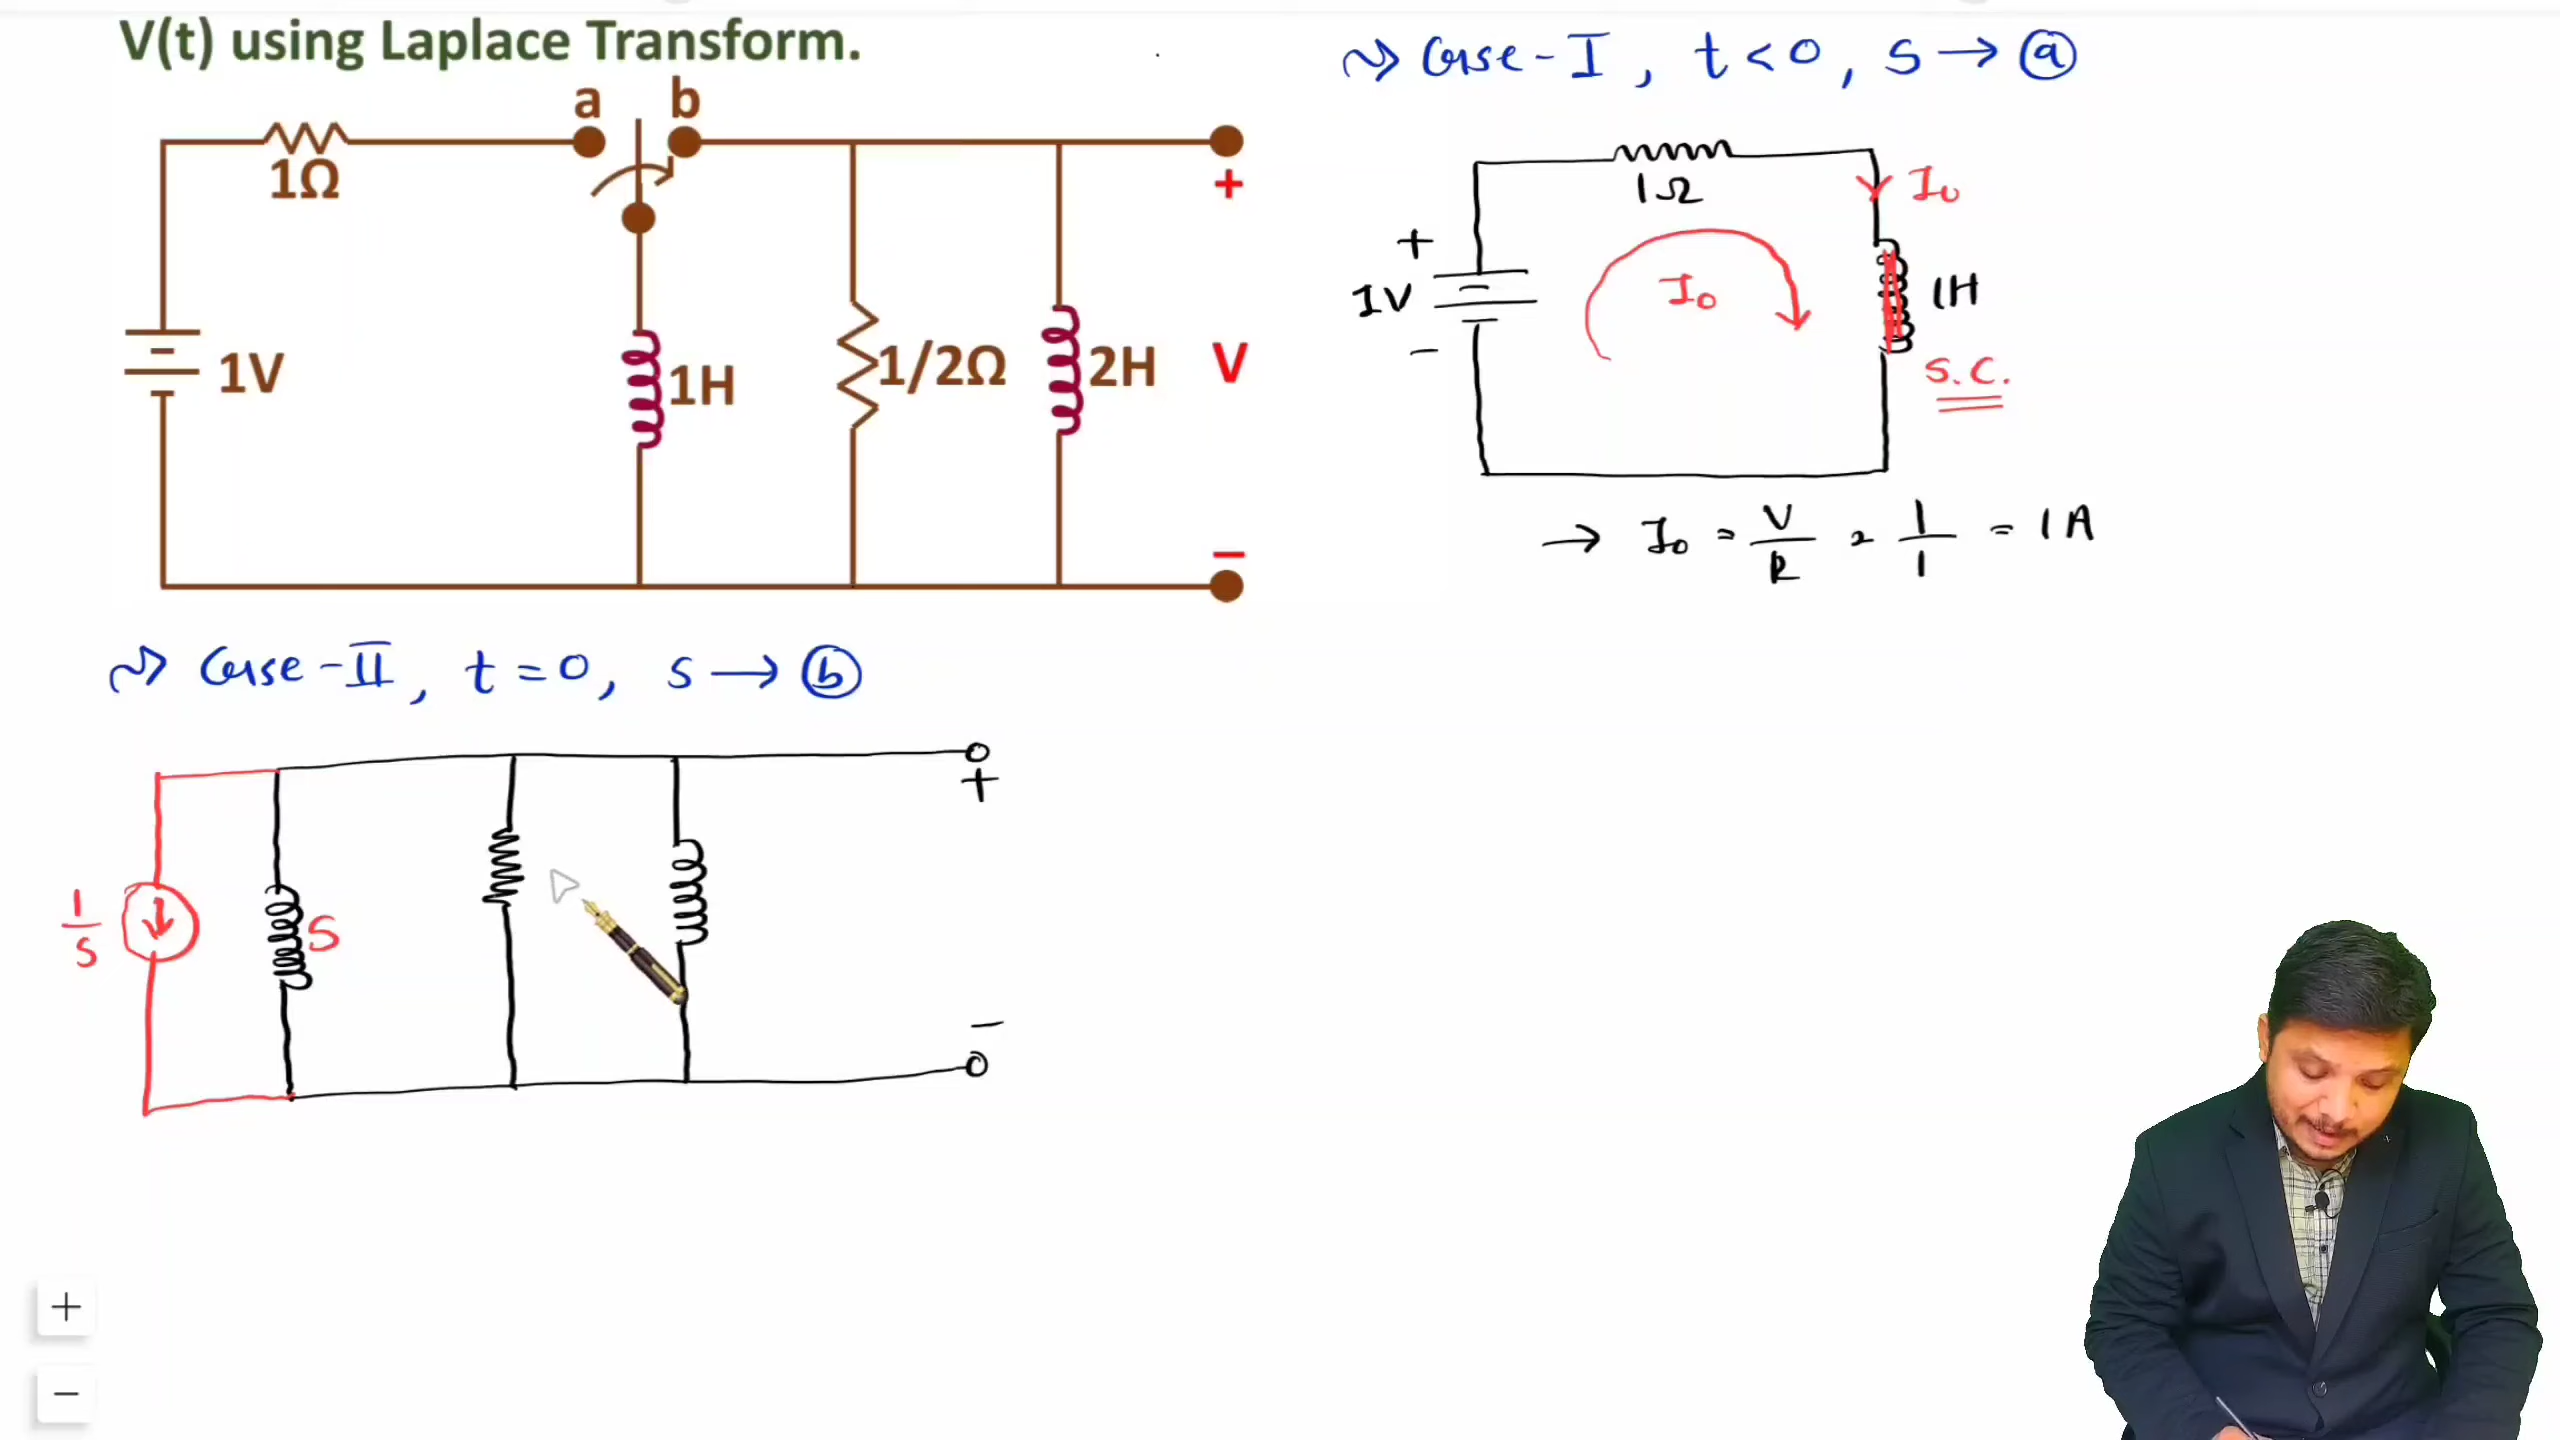 V(t) using Laplace Transform.
a b
1Ω
+
1V
1H
1/2Ω
2H
V
−
Case-I, t<0, S→ⓐ
1Ω
I₀
+
1V
−
I₀
1H
S.C.
→ I₀ = V/R = 1/1 = 1A
Case-II, t=0, S→ⓑ
+
1/s
S
−
+
−